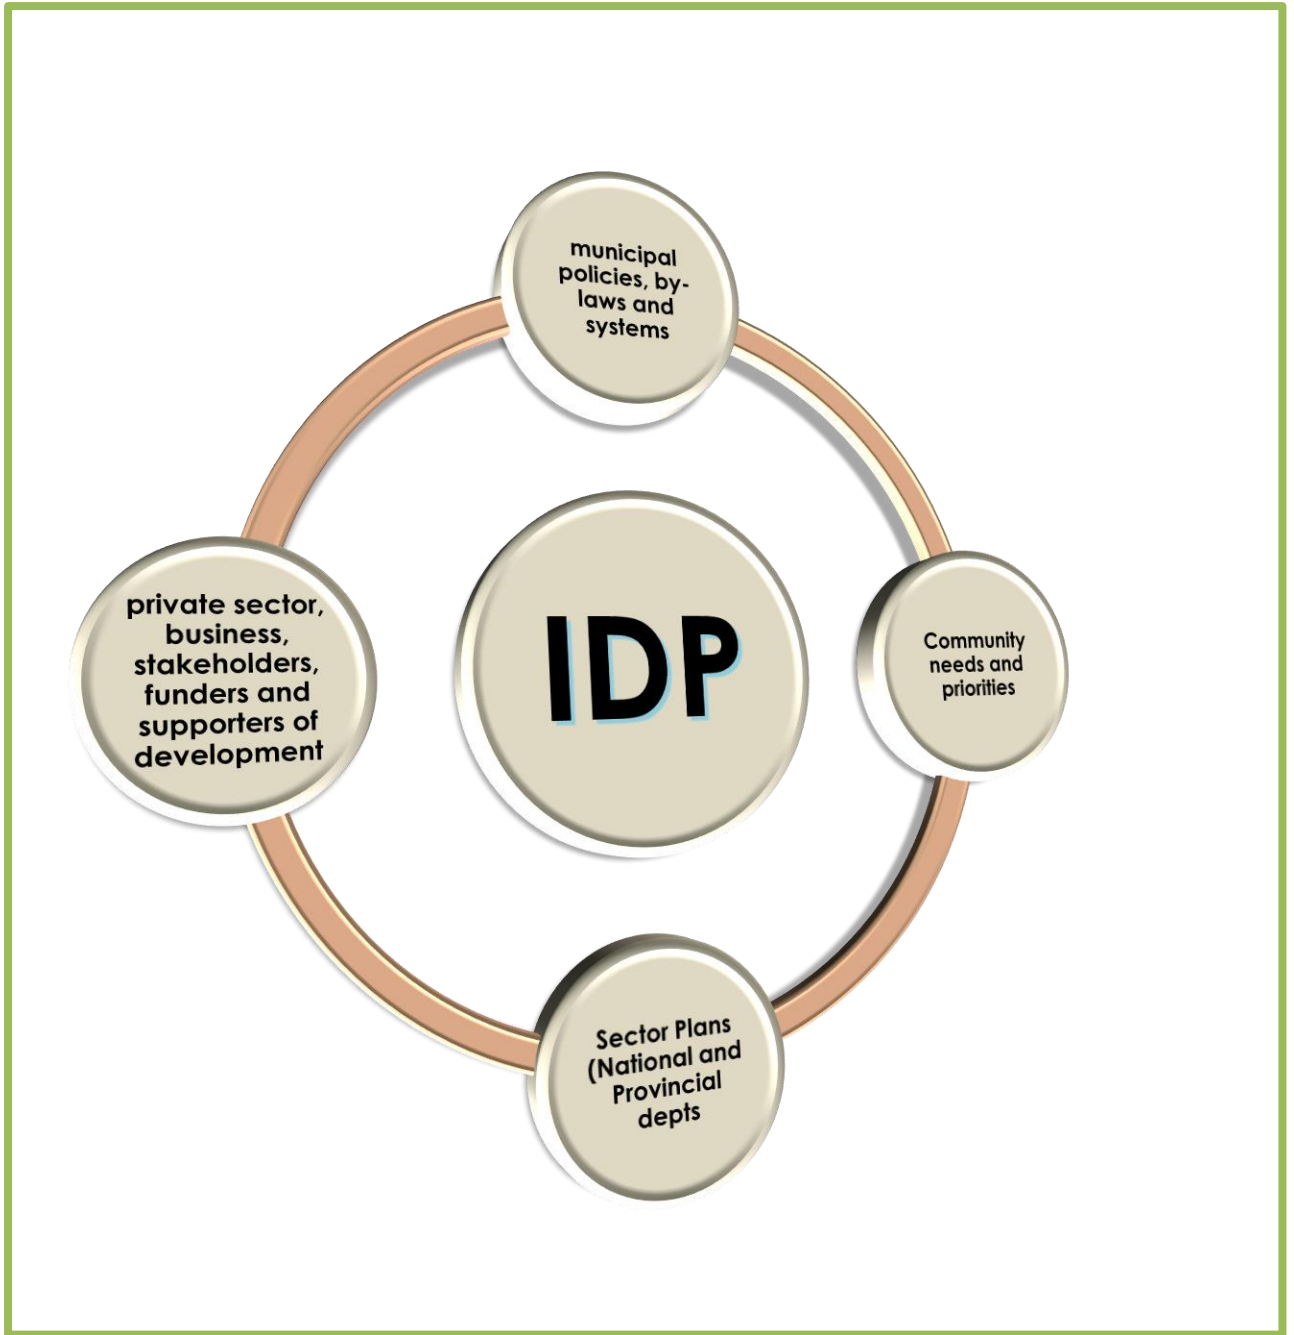 municipal
policies, by-
laws and
systems
private sector,
business,
stakeholders,
funders and
supporters of
development
IDP
Community
needs and
priorities
Sector Plans
(National and
Provincial
depts